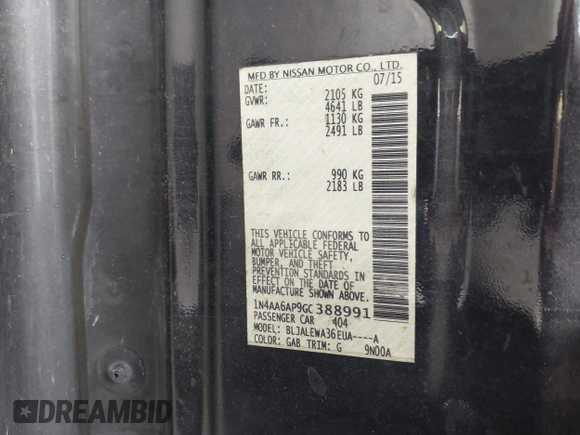 MFD BY NISSAN MOTOR CO., LTD.
DATE: 07/15
GVWR: 2105 KG
4641 LB
GAWR FR.: 1130 KG
2491 LB
GAWR RR.: 990 KG
2183 LB
THIS VEHICLE CONFORMS TO
ALL APPLICABLE FEDERAL
MOTOR VEHICLE SAFETY,
BUMPER, AND THEFT
PREVENTION STANDARDS IN
EFFECT ON THE DATE OF
MANUFACTURE SHOWN ABOVE.
1N4AA6AP9GC388991
PASSENGER CAR 404
MODEL: BLJALEWA36EUA----A
COLOR: GAB TRIM: G 9N00A
DREAMBID